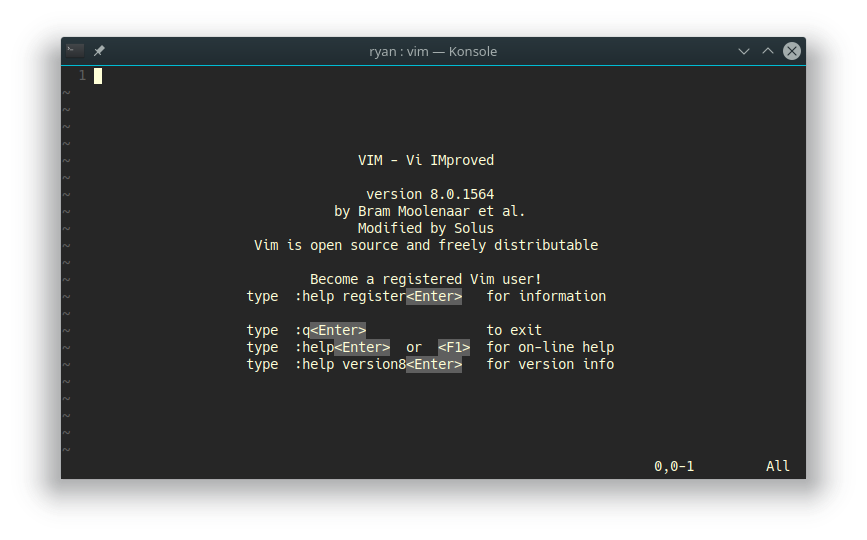 ryan : vim — Konsole
1
~
~
~
~
~ VIM - Vi IMproved
~
~ version 8.0.1564
~ by Bram Moolenaar et al.
~ Modified by Solus
~ Vim is open source and freely distributable
~
~ Become a registered Vim user!
~ type :help register<Enter> for information
~
~ type :q<Enter> to exit
~ type :help<Enter> or <F1> for on-line help
~ type :help version8<Enter> for version info
~
~
~
~
~
0,0-1 All